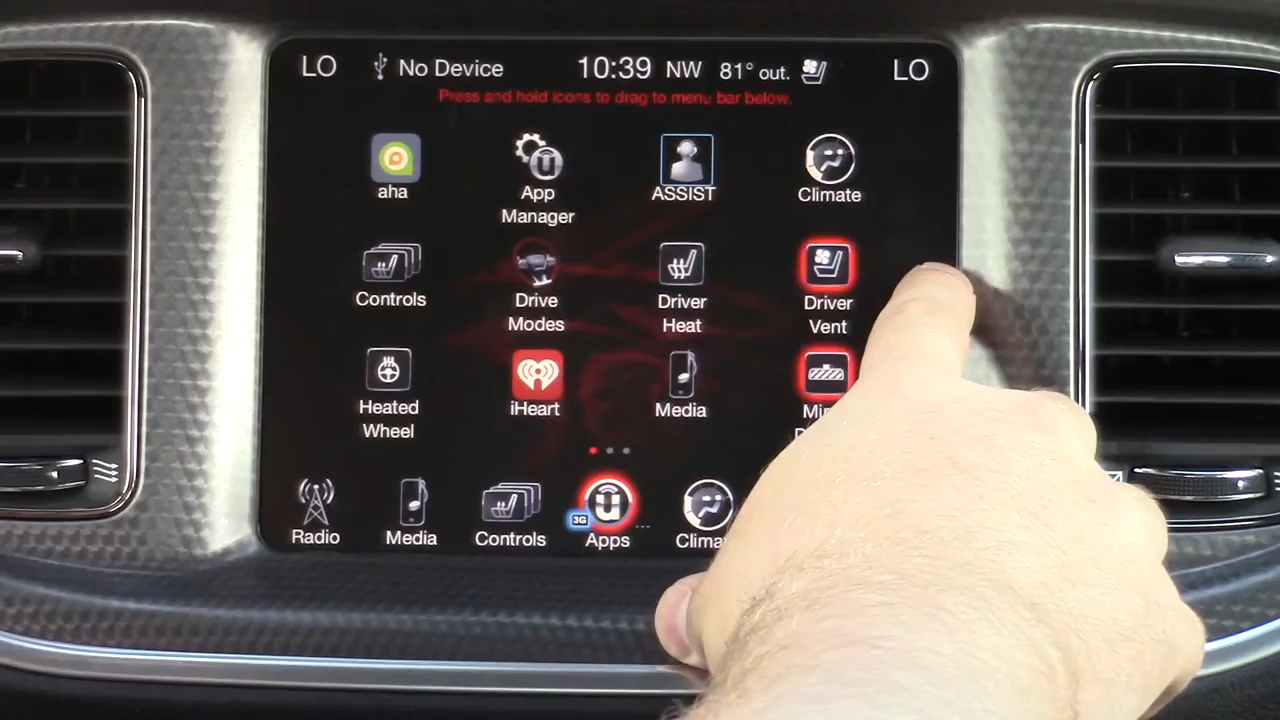 LO No Device 10:39 NW 81° out. LO
Press and hold icons to drag to menu bar below.
aha
App
Manager
ASSIST
Climate
Controls
Drive
Modes
Driver
Heat
Driver
Vent
Heated
Wheel
iHeart
Media
Radio
Media
Controls
3G
Apps